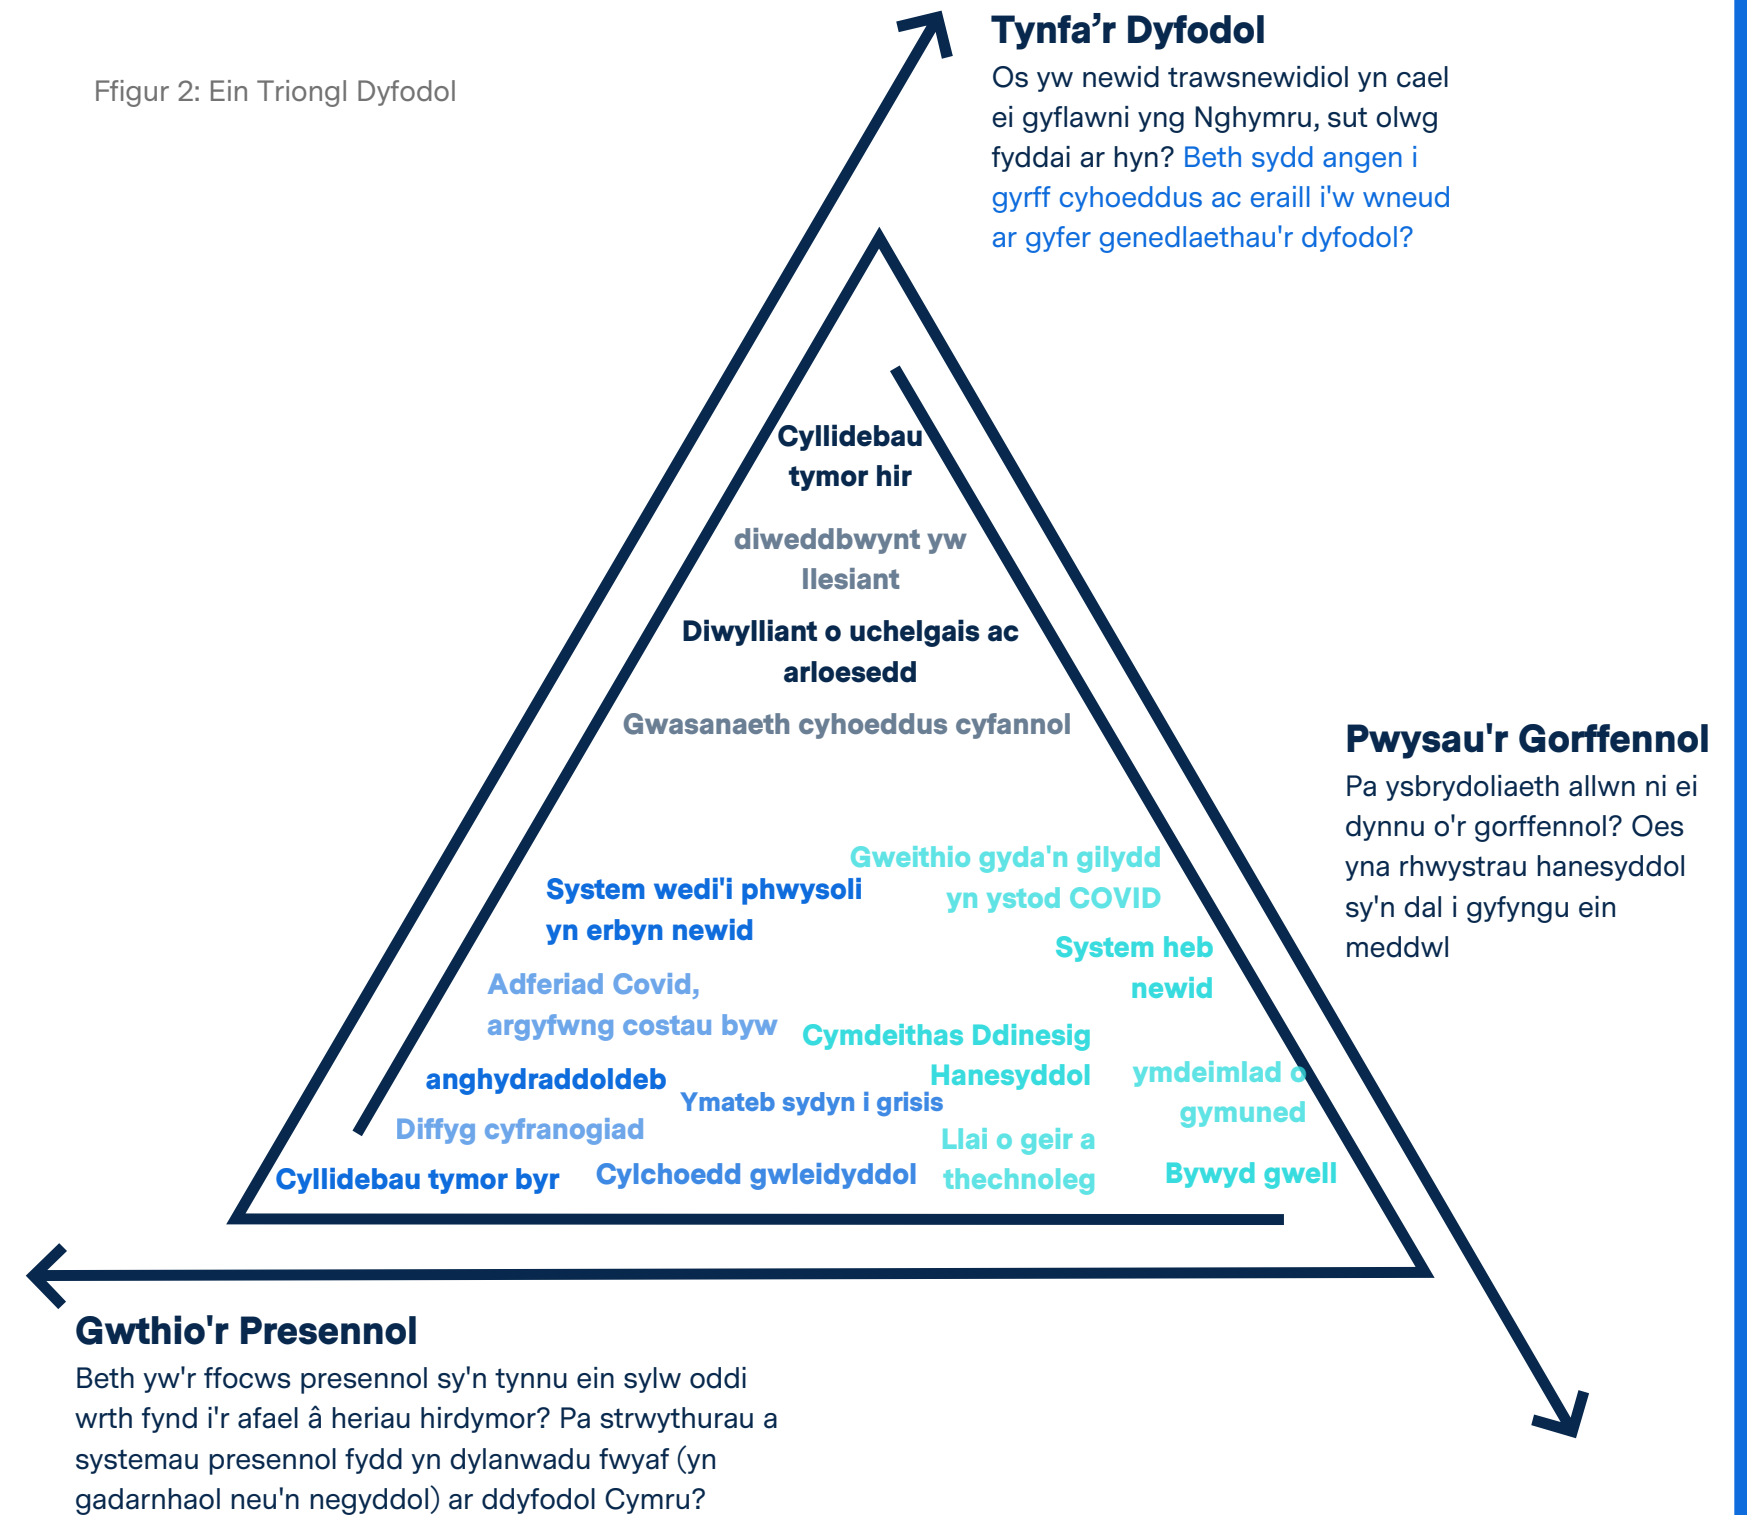 Ffigur 2: Ein Triongl Dyfodol
Tynfa’r Dyfodol
Os yw newid trawsnewidiol yn cael
ei gyflawni yng Nghymru, sut olwg
fyddai ar hyn? Beth sydd angen i
gyrff cyhoeddus ac eraill i'w wneud
ar gyfer genedlaethau'r dyfodol?
Cyllidebau
tymor hir
diweddbwynt yw
llesiant
Diwylliant o uchelgais ac
arloesedd
Gwasanaeth cyhoeddus cyfannol
Pwysau'r Gorffennol
Pa ysbrydoliaeth allwn ni ei
dynnu o'r gorffennol? Oes
yna rhwystrau hanesyddol
sy'n dal i gyfyngu ein
meddwl
Gweithio gyda'n gilydd
yn ystod COVID
System heb
newid
Cymdeithas Ddinesig
Hanesyddol
ymdeimlad o
gymuned
Llai o geir a
thechnoleg
Bywyd gwell
System wedi'i phwysoli
yn erbyn newid
Adferiad Covid,
argyfwng costau byw
anghydraddoldeb
Ymateb sydyn i grisis
Diffyg cyfranogiad
Cyllidebau tymor byr
Cylchoedd gwleidyddol
Gwthio'r Presennol
Beth yw'r ffocws presennol sy'n tynnu ein sylw oddi
wrth fynd i'r afael â heriau hirdymor? Pa strwythurau a
systemau presennol fydd yn dylanwadu fwyaf (yn
gadarnhaol neu'n negyddol) ar ddyfodol Cymru?